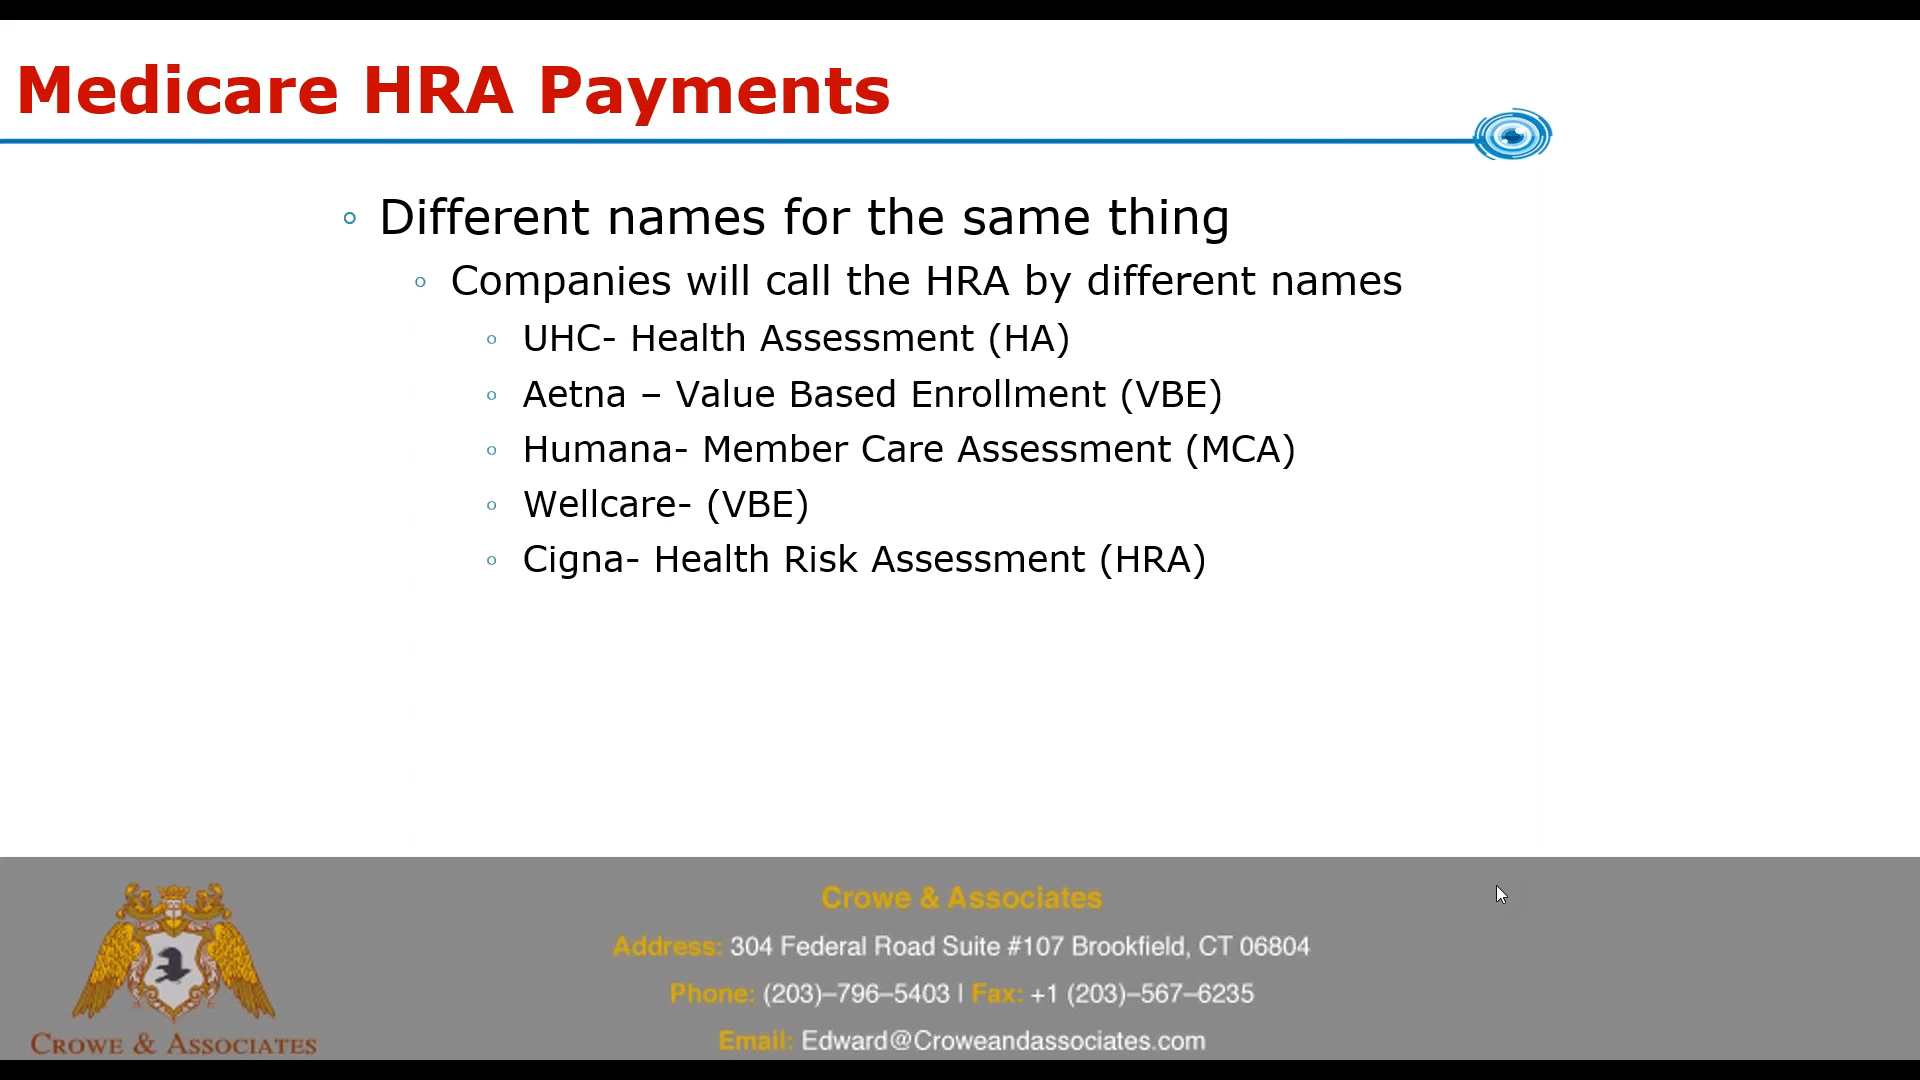 Medicare HRA Payments
Different names for the same thing
Companies will call the HRA by different names
UHC- Health Assessment (HA)
Aetna – Value Based Enrollment (VBE)
Humana- Member Care Assessment (MCA)
Wellcare- (VBE)
Cigna- Health Risk Assessment (HRA)
Crowe & Associates
Address: 304 Federal Road Suite #107 Brookfield, CT 06804
Phone: (203)–796–5403 | Fax: +1 (203)–567–6235
Email: Edward@Croweandassociates.com
CROWE & ASSOCIATES